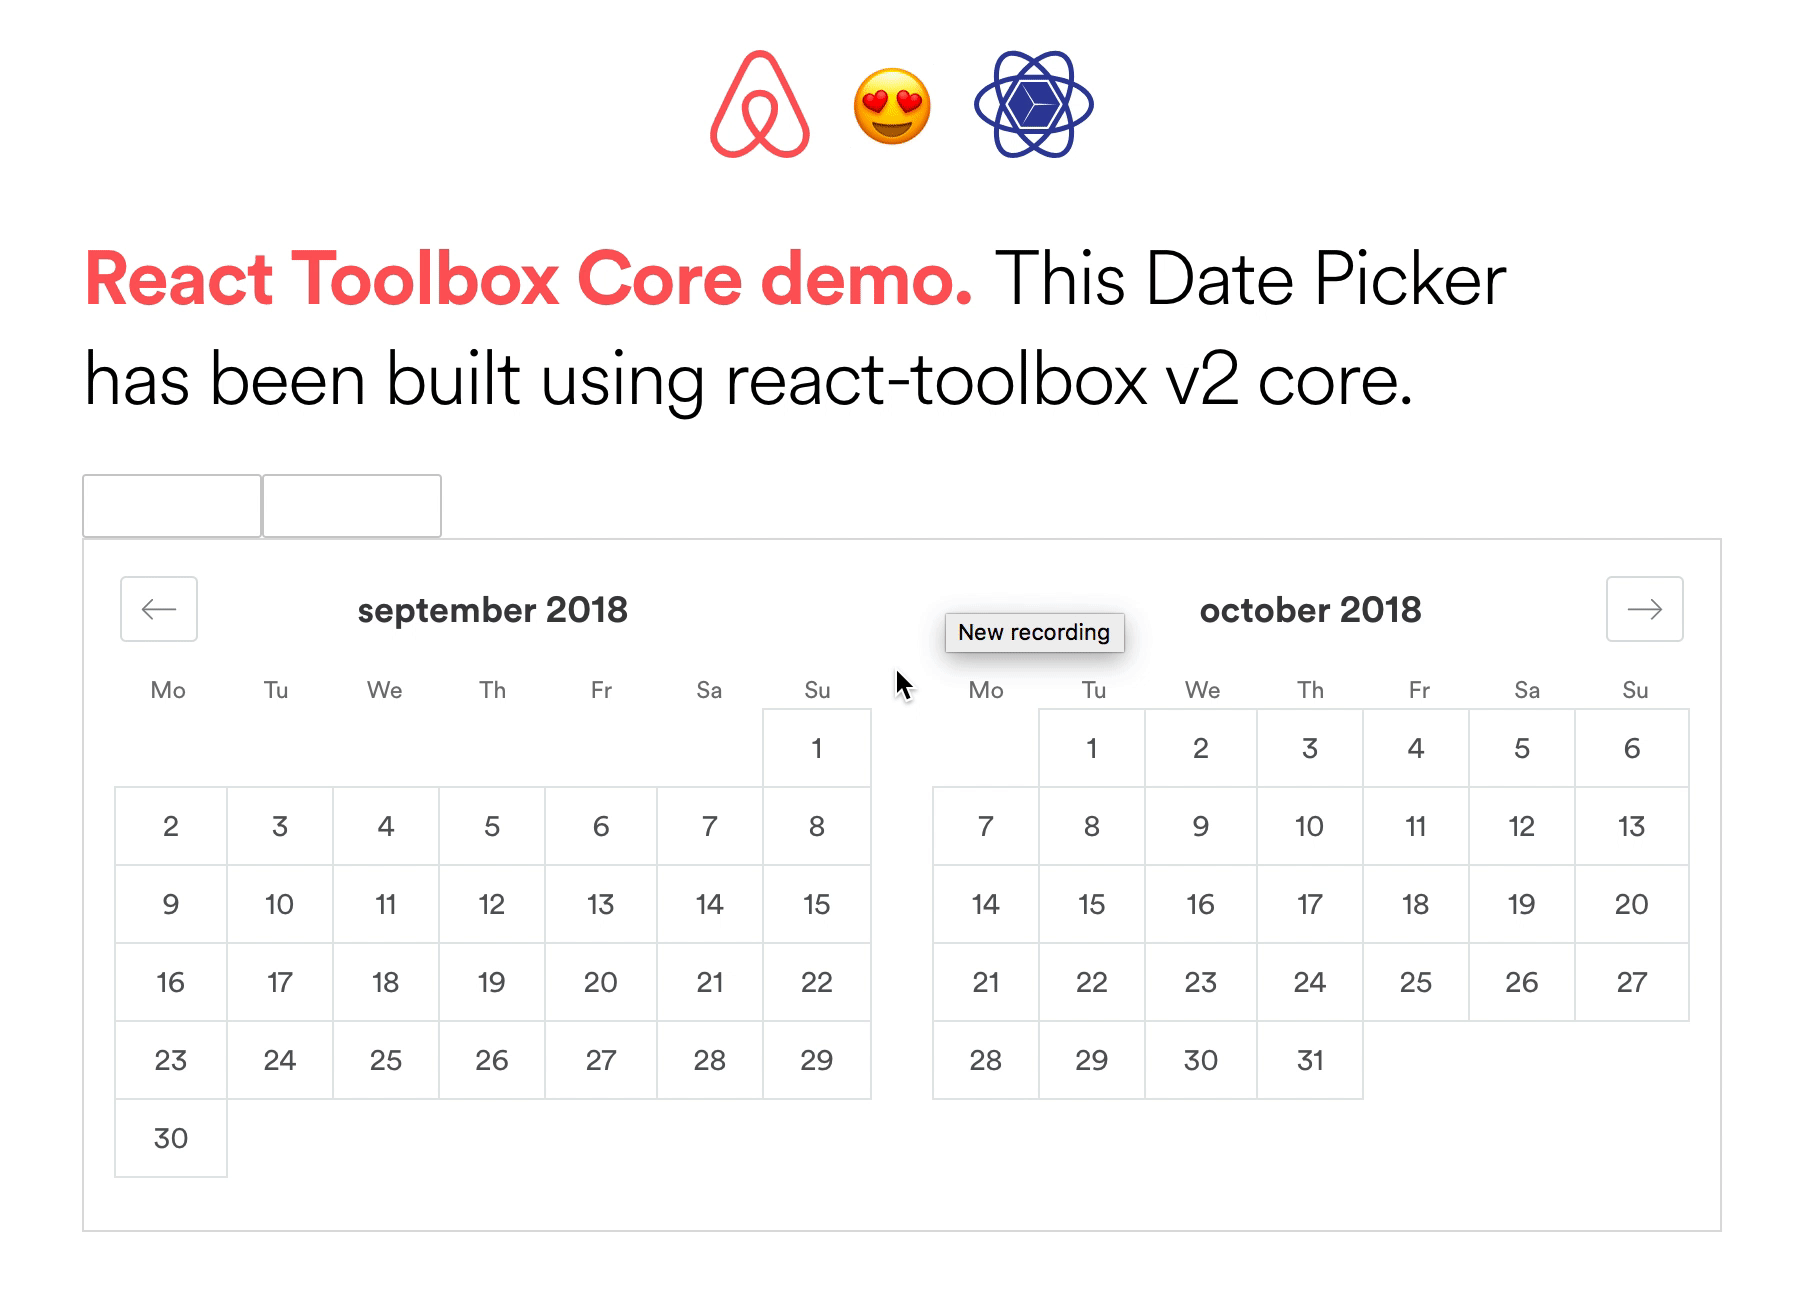 React Toolbox Core demo. This Date Picker
has been built using react-toolbox v2 core.
september 2018
Mo Tu We Th Fr Sa Su
1
2 3 4 5 6 7 8
9 10 11 12 13 14 15
16 17 18 19 20 21 22
23 24 25 26 27 28 29
30
New recording
october 2018
Mo Tu We Th Fr Sa Su
1 2 3 4 5 6
7 8 9 10 11 12 13
14 15 16 17 18 19 20
21 22 23 24 25 26 27
28 29 30 31